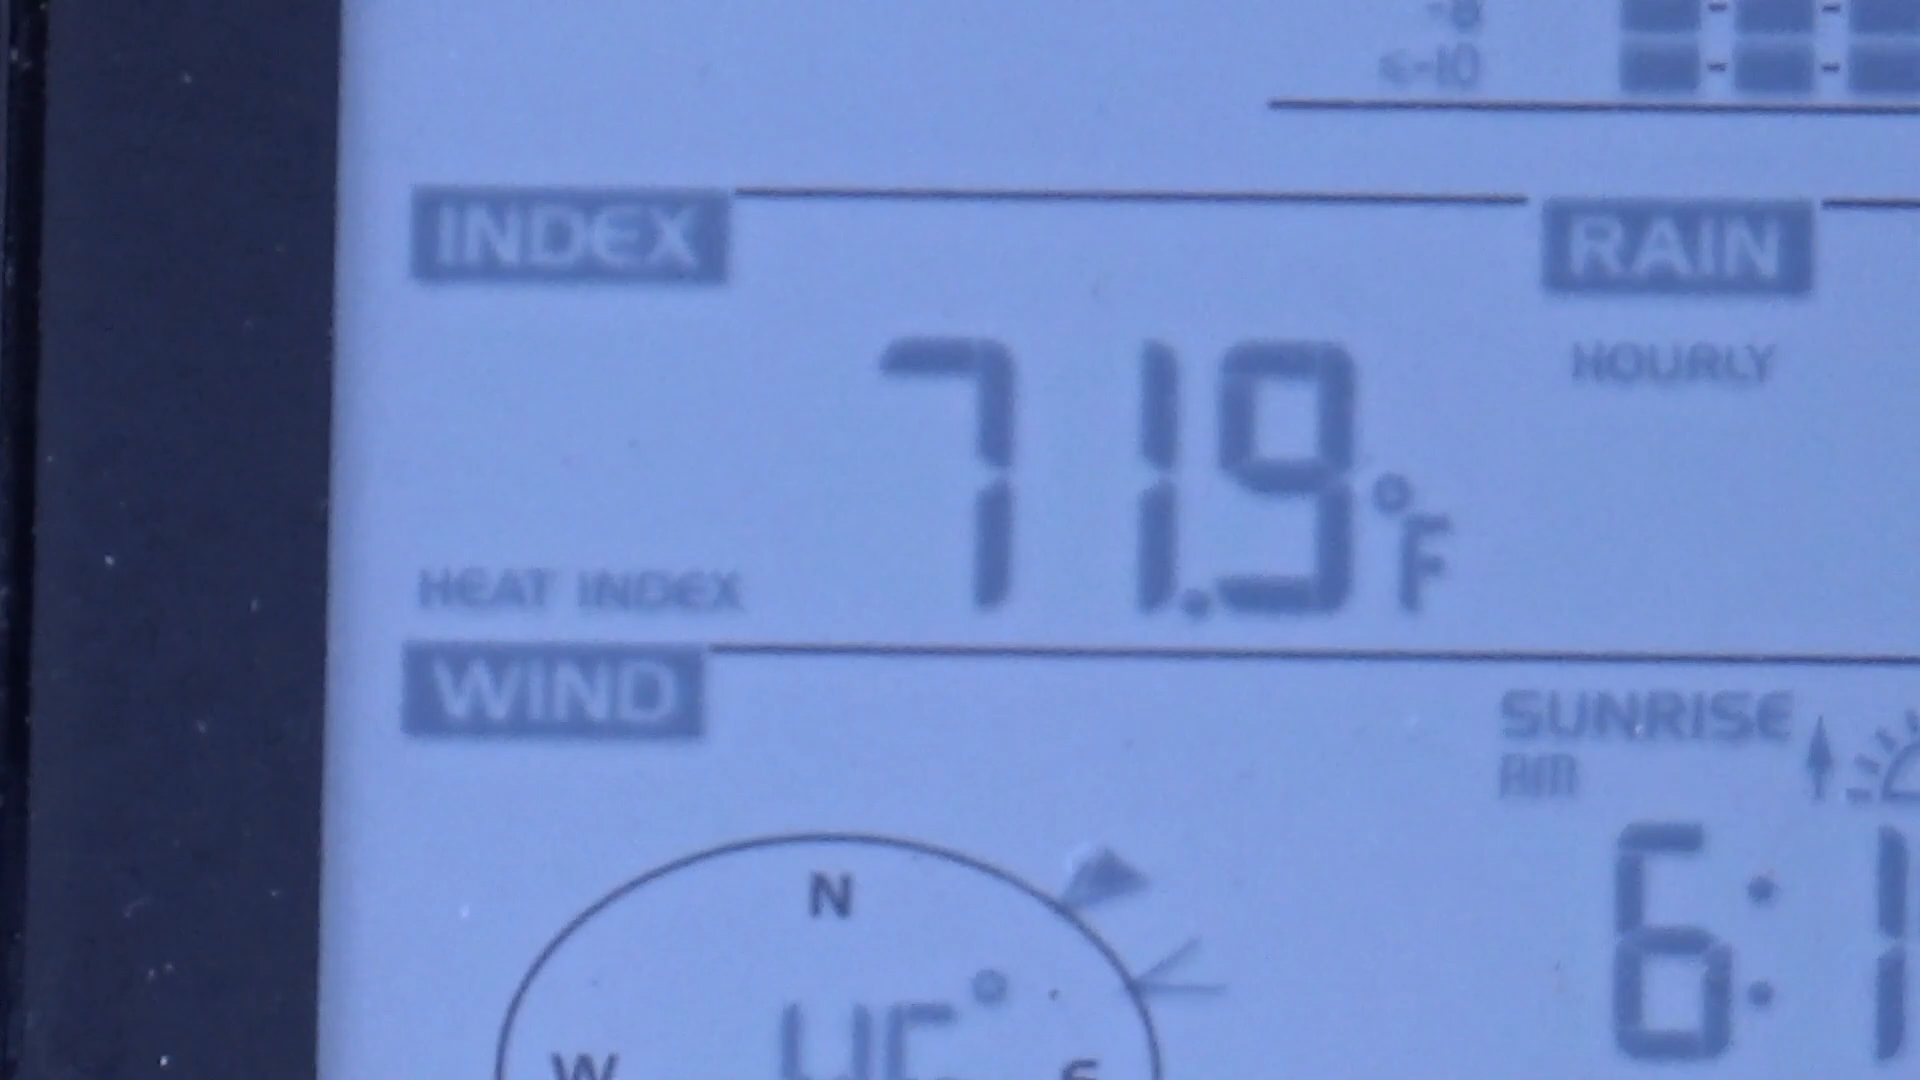 -8
≤-10
INDEX
RAIN
HOURLY
71.9°F
HEAT INDEX
WIND
SUNRISE
AM
6:1
N
W
E